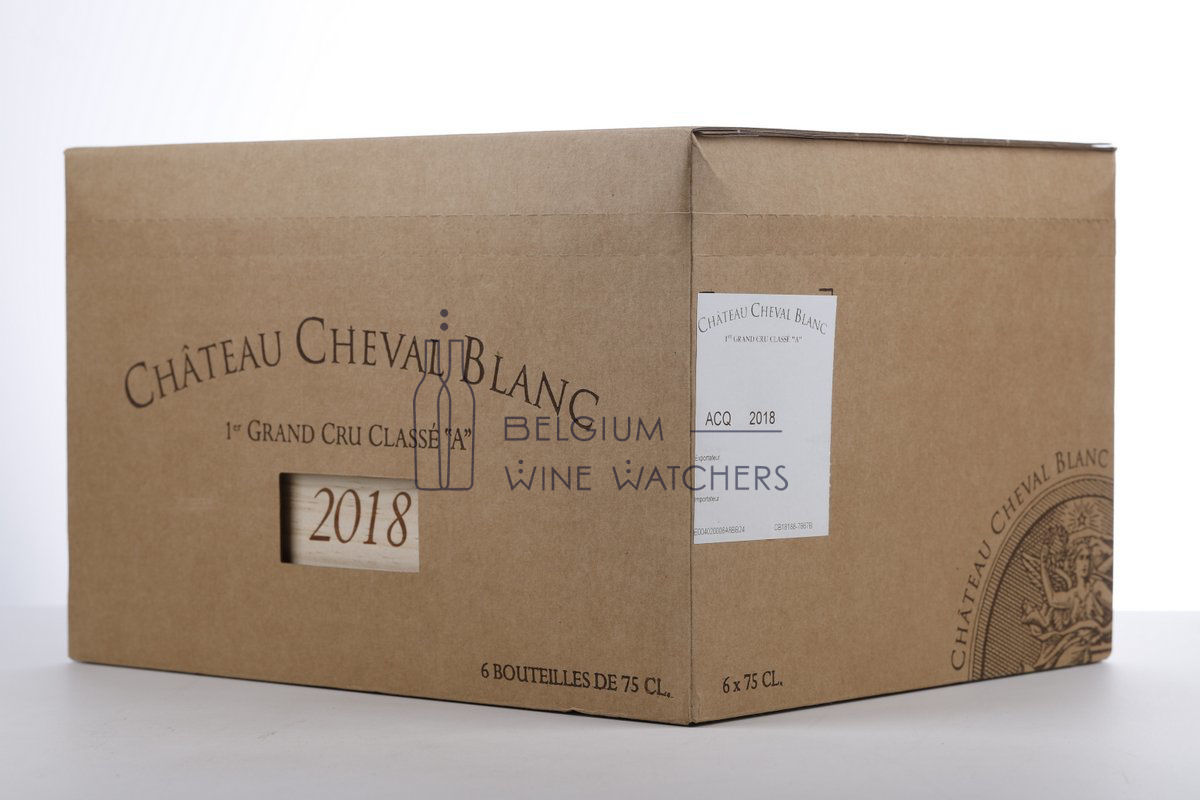 CHÂTEAU CHEVAL BLANC
1er GRAND CRU CLASSÉ "A"
2018
6 BOUTEILLES DE 75 CL.
BELGIUM
WINE WATCHERS
CHÂTEAU CHEVAL BLANC
1er GRAND CRU CLASSÉ "A"
ACQ 2018
Exportateur
Importateur
6 x 75 CL.
CHÂTEAU CHEVAL BLANC